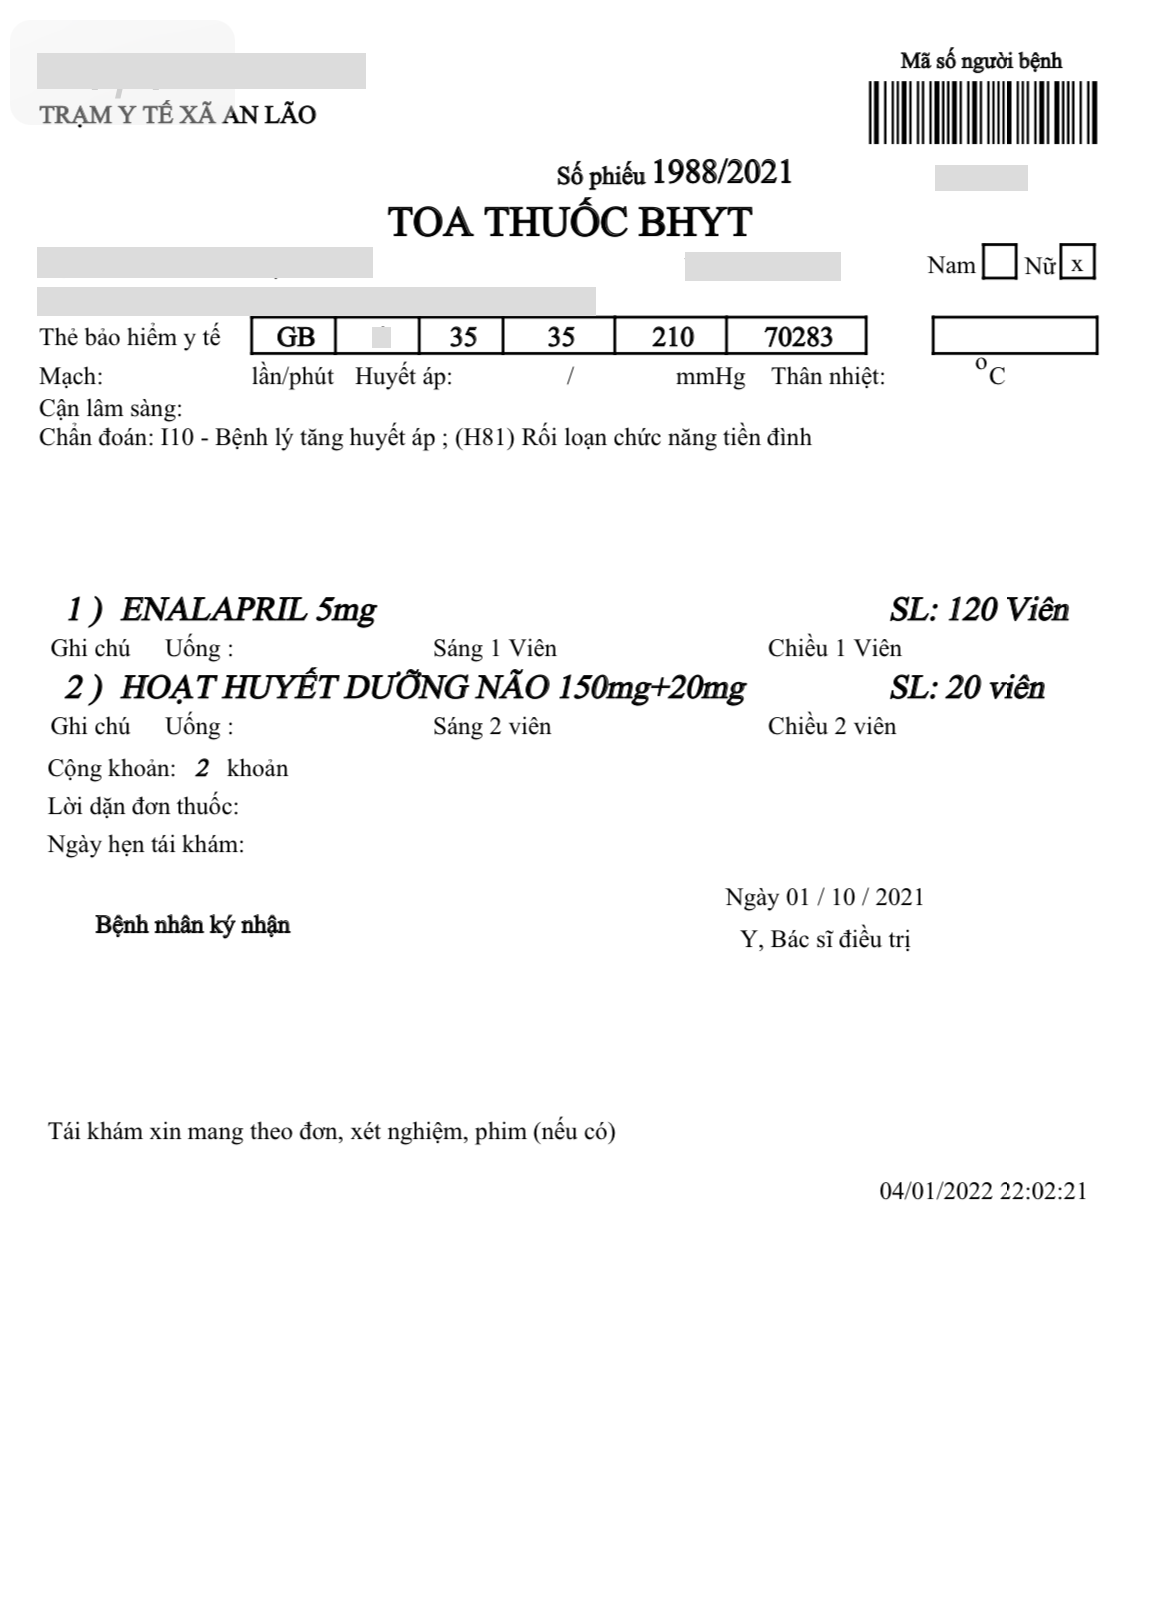 TRẠM Y TẾ XÃ AN LÃO
Mã số người bệnh
Số phiếu 1988/2021
TOA THUỐC BHYT
Nam Nữ x
Thẻ bảo hiểm y tế GB 35 35 210 70283
Mạch: lần/phút Huyết áp: / mmHg Thân nhiệt: °C
Cận lâm sàng:
Chẩn đoán: I10 - Bệnh lý tăng huyết áp ; (H81) Rối loạn chức năng tiền đình
1 ) ENALAPRIL 5mg SL: 120 Viên
Ghi chú Uống : Sáng 1 Viên Chiều 1 Viên
2 ) HOẠT HUYẾT DƯỠNG NÃO 150mg+20mg SL: 20 viên
Ghi chú Uống : Sáng 2 viên Chiều 2 viên
Cộng khoản: 2 khoản
Lời dặn đơn thuốc:
Ngày hẹn tái khám:
Ngày 01 / 10 / 2021
Bệnh nhân ký nhận
Y, Bác sĩ điều trị
Tái khám xin mang theo đơn, xét nghiệm, phim (nếu có)
04/01/2022 22:02:21